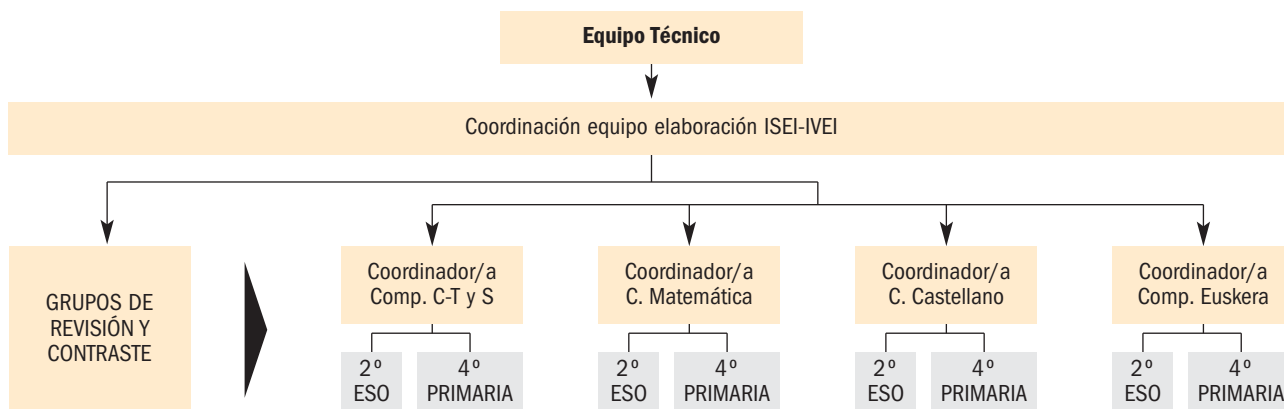 Equipo Técnico
Coordinación equipo elaboración ISEI-IVEI
GRUPOS DE
REVISIÓN Y
CONTRASTE
Coordinador/a
Comp. C-T y S
2º
ESO
4º
PRIMARIA
Coordinador/a
C. Matemática
2º
ESO
4º
PRIMARIA
Coordinador/a
C. Castellano
2º
ESO
4º
PRIMARIA
Coordinador/a
Comp. Euskera
2º
ESO
4º
PRIMARIA